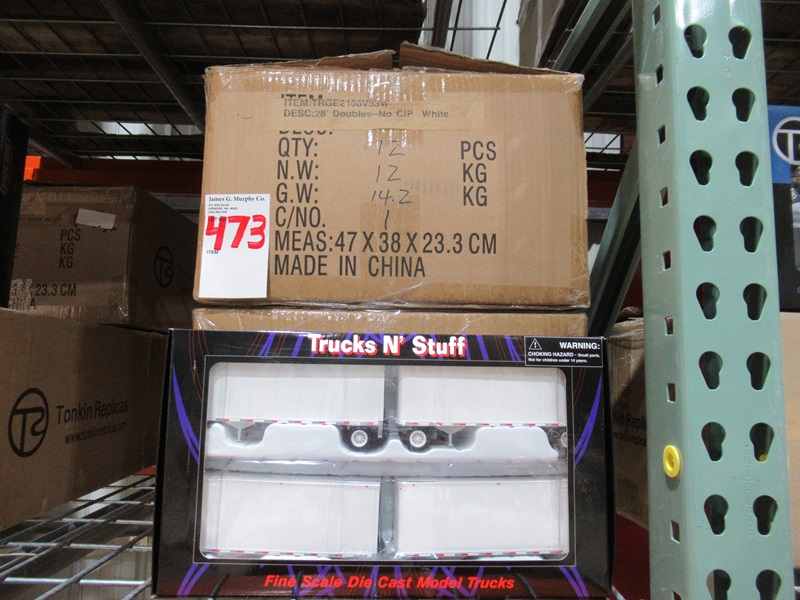 ITEM
ITEM:TRGE2106V53W
DESC:28' Doubles--No CIP White
QTY: 12 PCS
N.W: 12 KG
G.W: 14.2 KG
C/NO. 1
MEAS:47 X 38 X 23.3 CM
MADE IN CHINA
James G. Murphy Co.
473
ITEM
PCS
KG
KG
23.3 CM
INA
Tonkin Replicas
Trucks N' Stuff
WARNING:
CHOKING HAZARD - Small parts.
Not for children under 14 years.
Fine Scale Die Cast Model Trucks